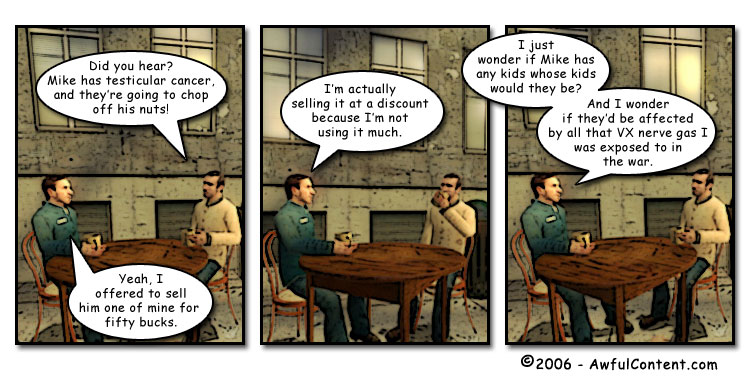 Did you hear?
Mike has testicular cancer,
and they're going to chop
off his nuts!
Yeah, I
offered to sell
him one of mine for
fifty bucks.
I'm actually
selling it at a discount
because I'm not
using it much.
I just
wonder if Mike has
any kids whose kids
would they be?
And I wonder
if they'd be affected
by all that VX nerve gas I
was exposed to in
the war.
©2006 - AwfulContent.com